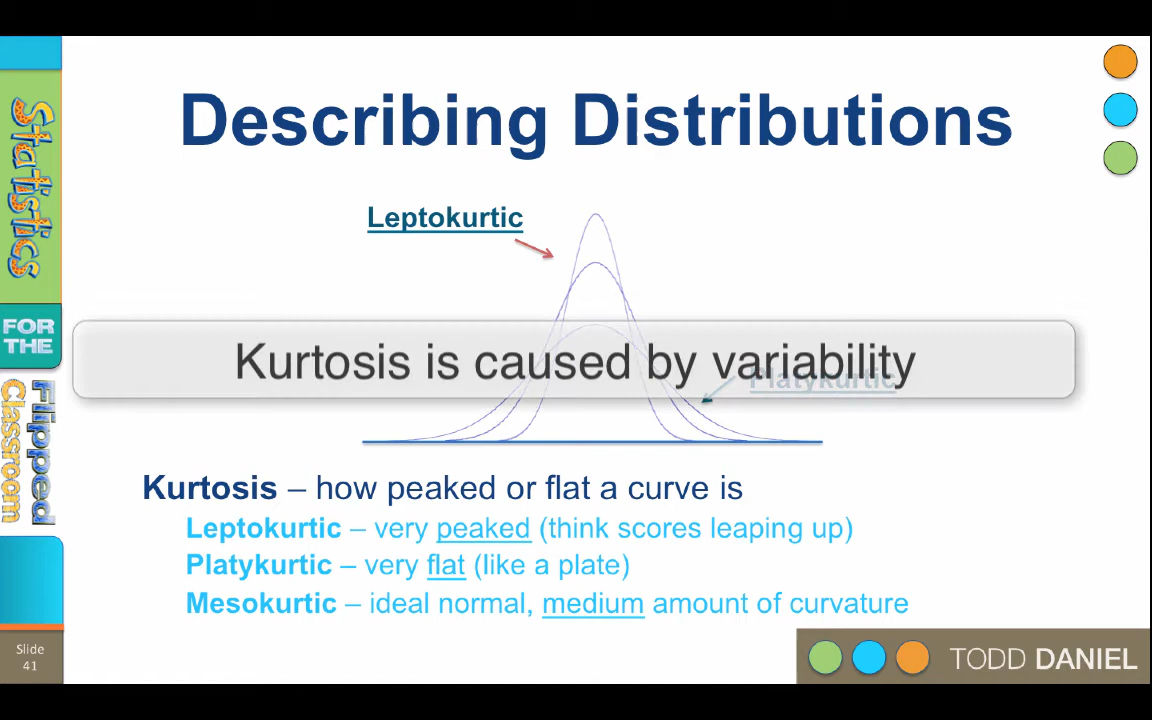 Describing Distributions
Statistics
FOR
THE
Flipped
Classroom
Leptokurtic
Kurtosis is caused by variability
Platykurtic
Kurtosis – how peaked or flat a curve is
Leptokurtic – very peaked (think scores leaping up)
Platykurtic – very flat (like a plate)
Mesokurtic – ideal normal, medium amount of curvature
Slide
41
TODD DANIEL